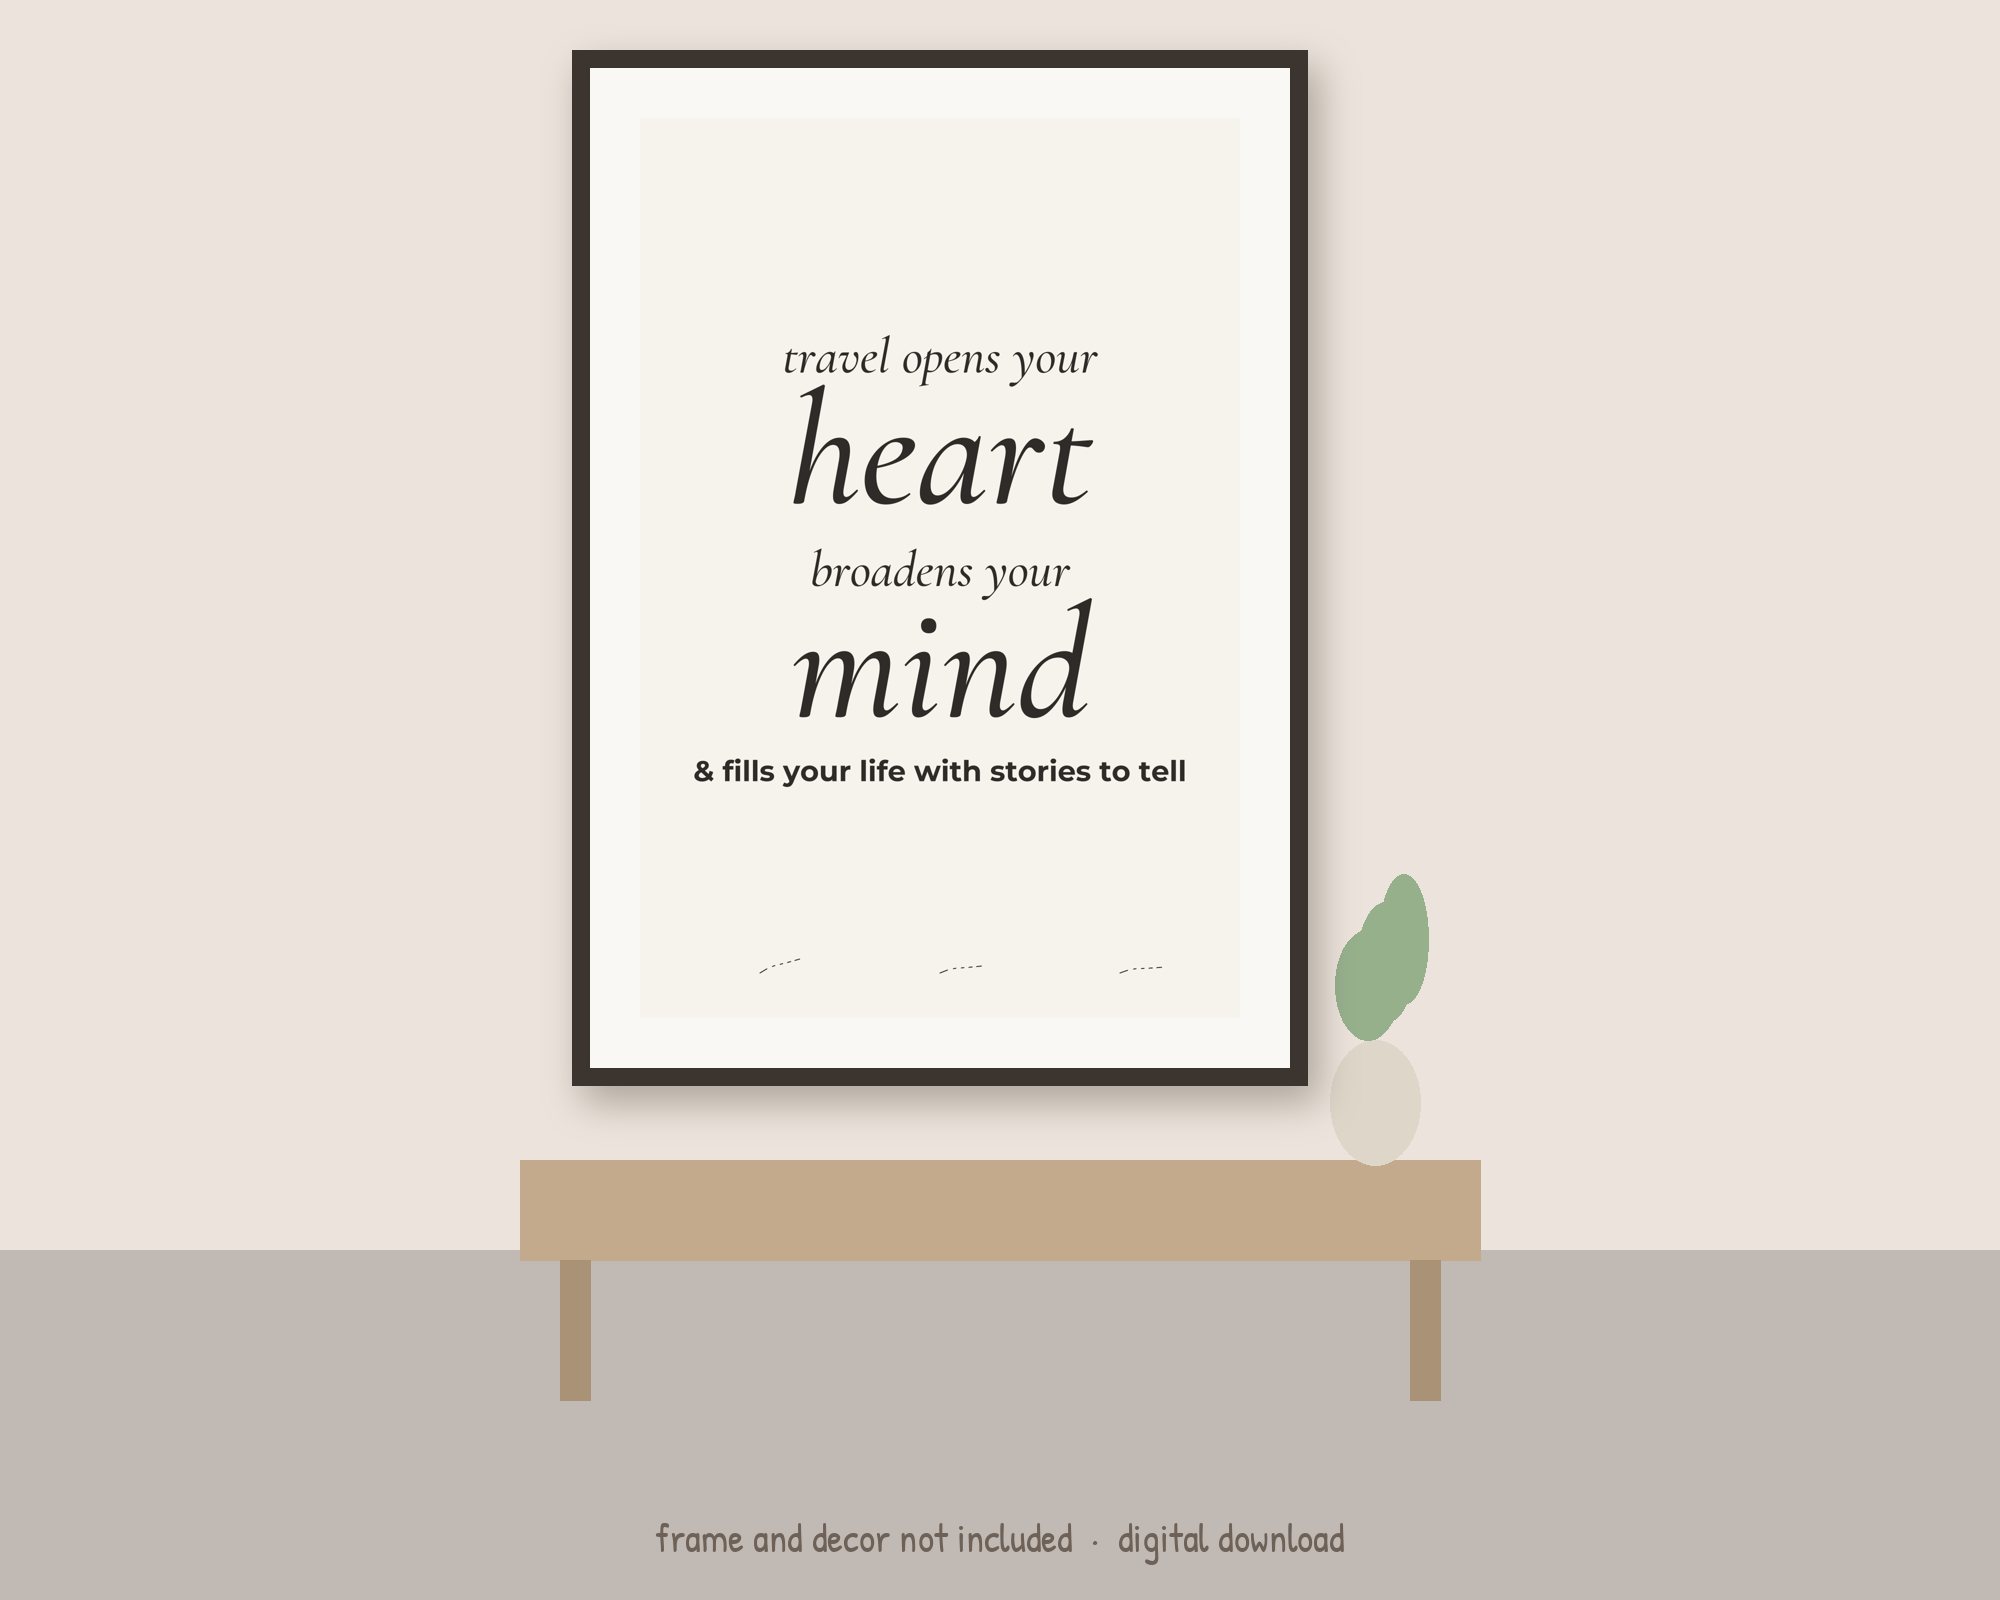 travel opens your
heart
broadens your
mind
& fills your life with stories to tell
frame and decor not included · digital download